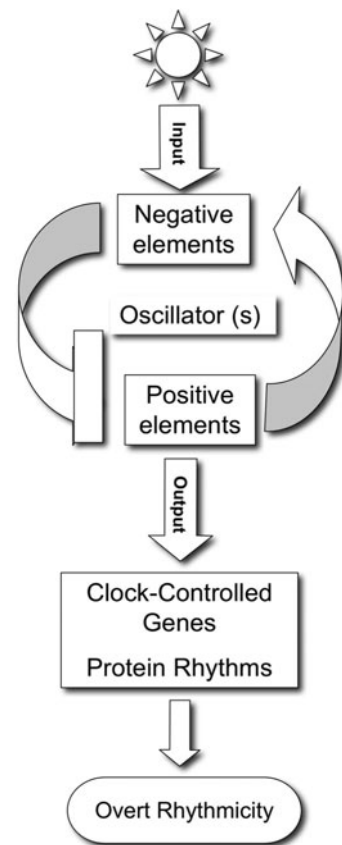 Input
Negative
elements
Oscillator (s)
Positive
elements
Output
Clock-Controlled
Genes
Protein Rhythms
Overt Rhythmicity